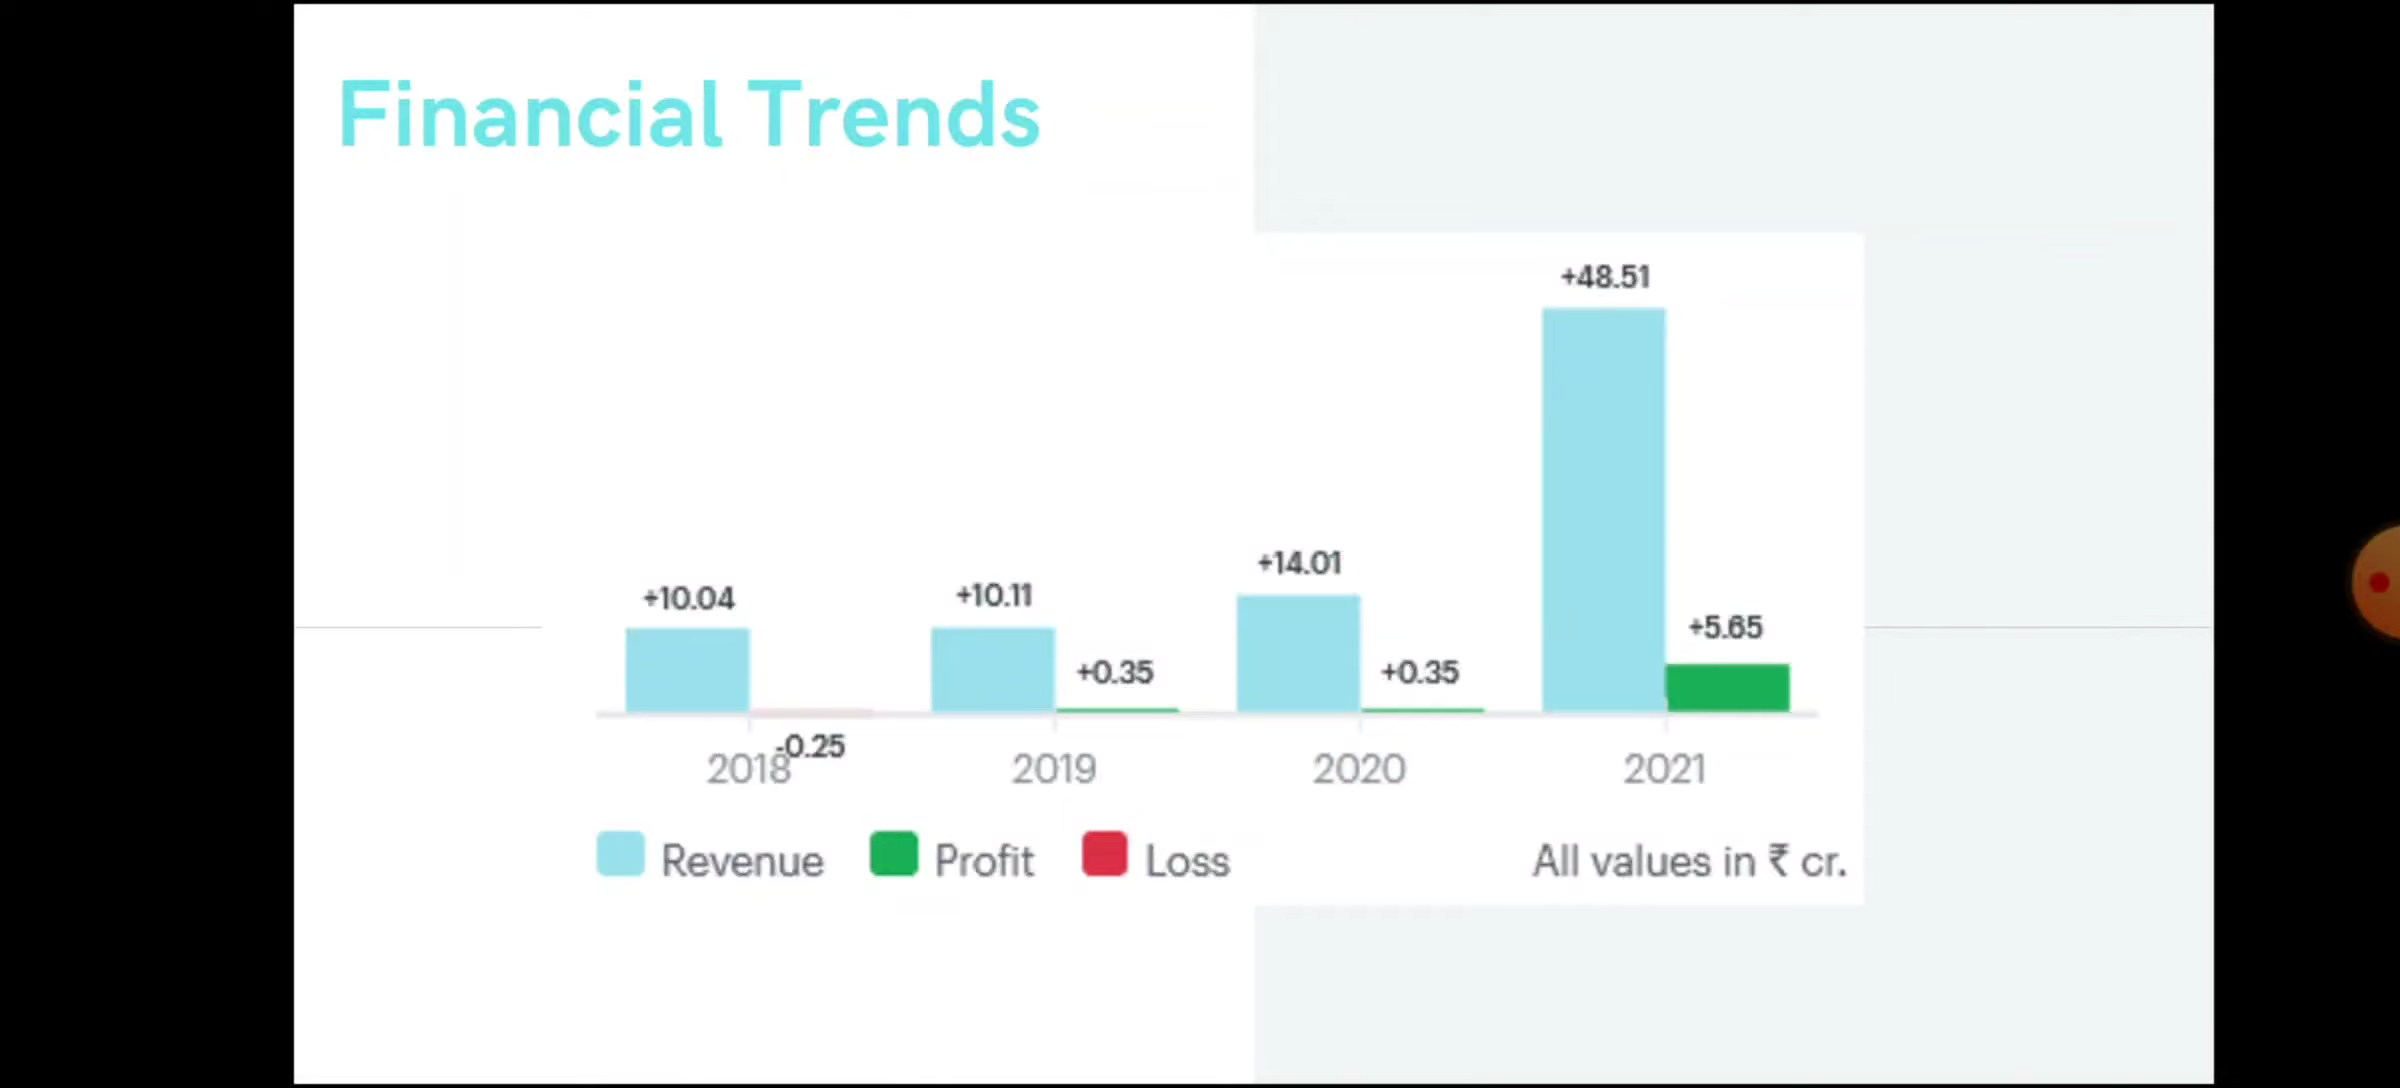 Financial Trends
+48.51
+5.65
+14.01
+10.04
+10.11
+0.35
+0.35
-0.25
2018
2019
2020
2021
Revenue
Profit
Loss
All values in ₹ cr.